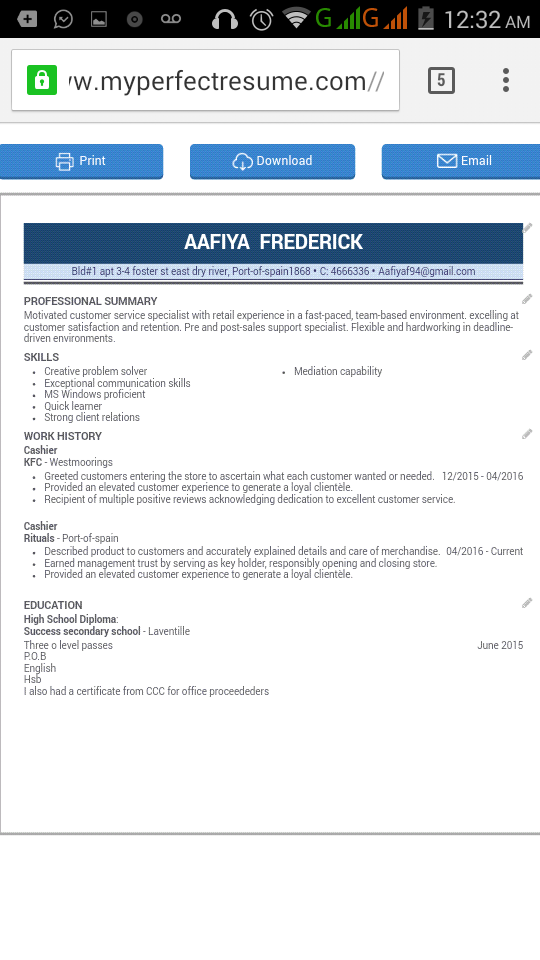 G G 12:32 AM
w.myperfectresume.com//
5
Print Download Email
AAFIYA FREDERICK
Bld#1 apt 3-4 foster st east dry river, Port-of-spain1868 • C: 4666336 • Aafiyaf94@gmail.com
PROFESSIONAL SUMMARY
Motivated customer service specialist with retail experience in a fast-paced, team-based environment. excelling at
customer satisfaction and retention. Pre and post-sales support specialist. Flexible and hardworking in deadline-
driven environments.
SKILLS
• Creative problem solver
• Exceptional communication skills
• MS Windows proficient
• Quick learner
• Strong client relations
• Mediation capability
WORK HISTORY
Cashier
KFC - Westmoorings
• Greeted customers entering the store to ascertain what each customer wanted or needed. 12/2015 - 04/2016
• Provided an elevated customer experience to generate a loyal clientèle.
• Recipient of multiple positive reviews acknowledging dedication to excellent customer service.
Cashier
Rituals - Port-of-spain
• Described product to customers and accurately explained details and care of merchandise. 04/2016 - Current
• Earned management trust by serving as key holder, responsibly opening and closing store.
• Provided an elevated customer experience to generate a loyal clientèle.
EDUCATION
High School Diploma:
Success secondary school - Laventille
Three o level passes June 2015
P.O.B
English
Hsb
I also had a certificate from CCC for office proceededers